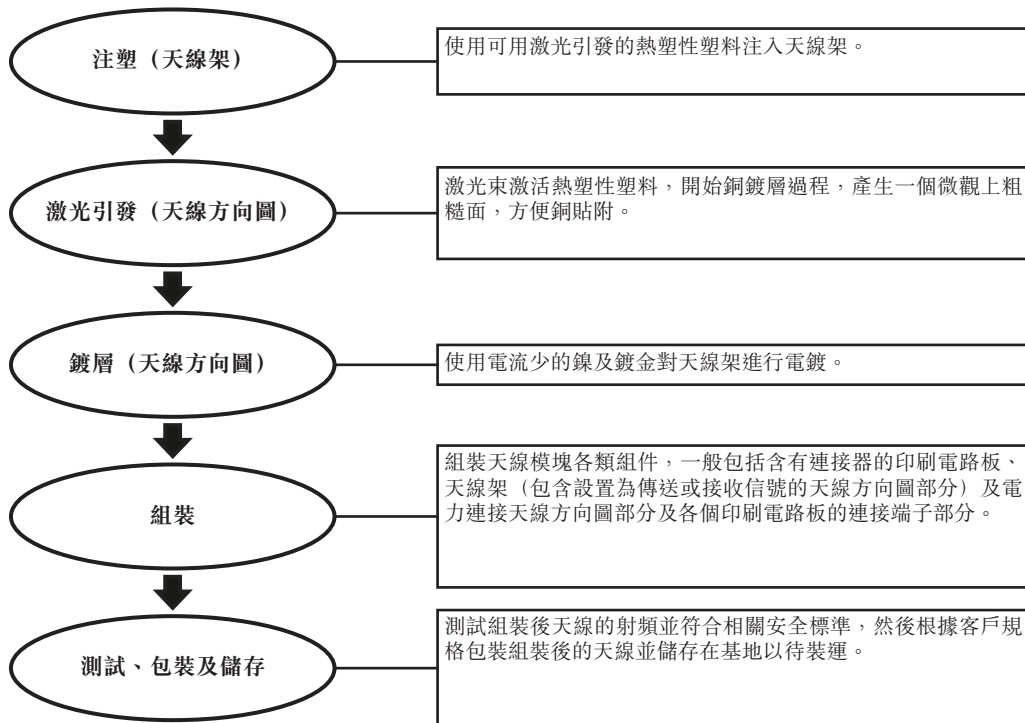 注塑（天線架）
使用可用激光引發的熱塑性塑料注入天線架。
激光引發（天線方向圖）
激光束激活熱塑性塑料，開始銅鍍層過程，產生一個微觀上粗
糙面，方便銅貼附。
鍍層（天線方向圖）
使用電流少的鎳及鍍金對天線架進行電鍍。
組裝
組裝天線模塊各類組件，一般包括含有連接器的印刷電路板、
天線架（包含設置為傳送或接收信號的天線方向圖部分）及電
力連接天線方向圖部分及各個印刷電路板的連接端子部分。
測試、包裝及儲存
測試組裝後天線的射頻並符合相關安全標準，然後根據客戶規
格包裝組裝後的天線並儲存在基地以待裝運。